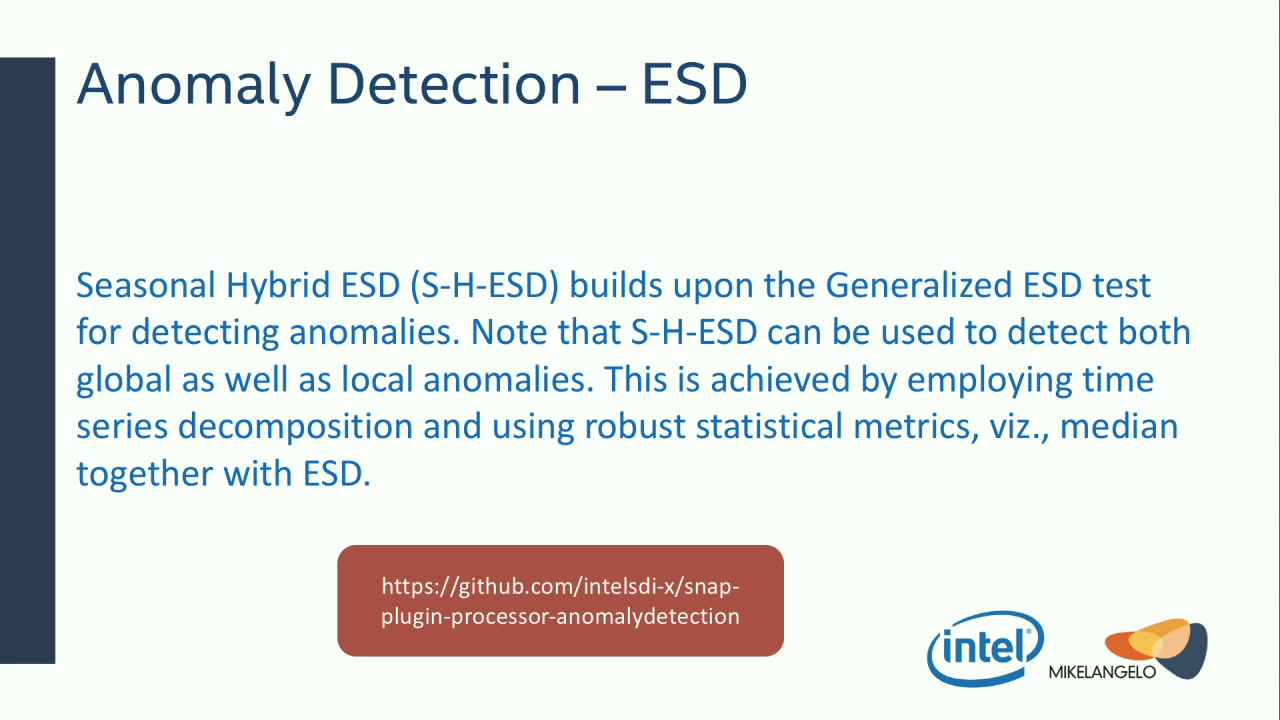 Anomaly Detection – ESD
Seasonal Hybrid ESD (S-H-ESD) builds upon the Generalized ESD test
for detecting anomalies. Note that S-H-ESD can be used to detect both
global as well as local anomalies. This is achieved by employing time
series decomposition and using robust statistical metrics, viz., median
together with ESD.
https://github.com/intelsdi-x/snap-
plugin-processor-anomalydetection
intel®
MIKELANGELO